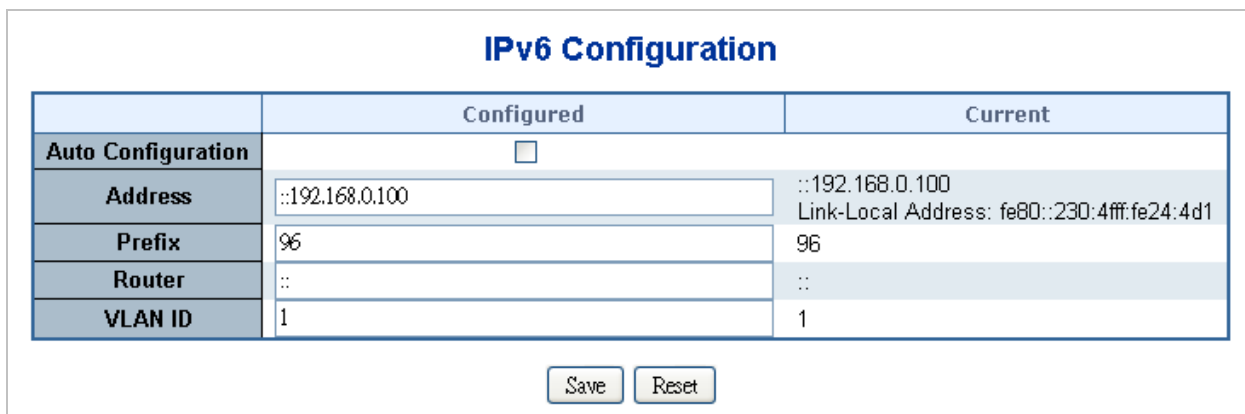 IPv6 Configuration
Configured Current
Auto Configuration
Address ::192.168.0.100 ::192.168.0.100
Link-Local Address: fe80::230:4fff:fe24:4d1
Prefix 96 96
Router :: ::
VLAN ID 1 1
Save Reset